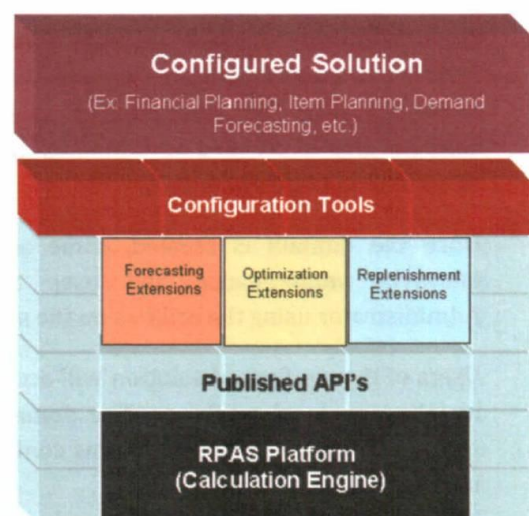 Configured Solution
(Ex: Financial Planning, Item Planning, Demand
Forecasting, etc.)
Configuration Tools
Forecasting
Extensions
Optimization
Extensions
Replenishment
Extensions
Published API's
RPAS Platform
(Calculation Engine)